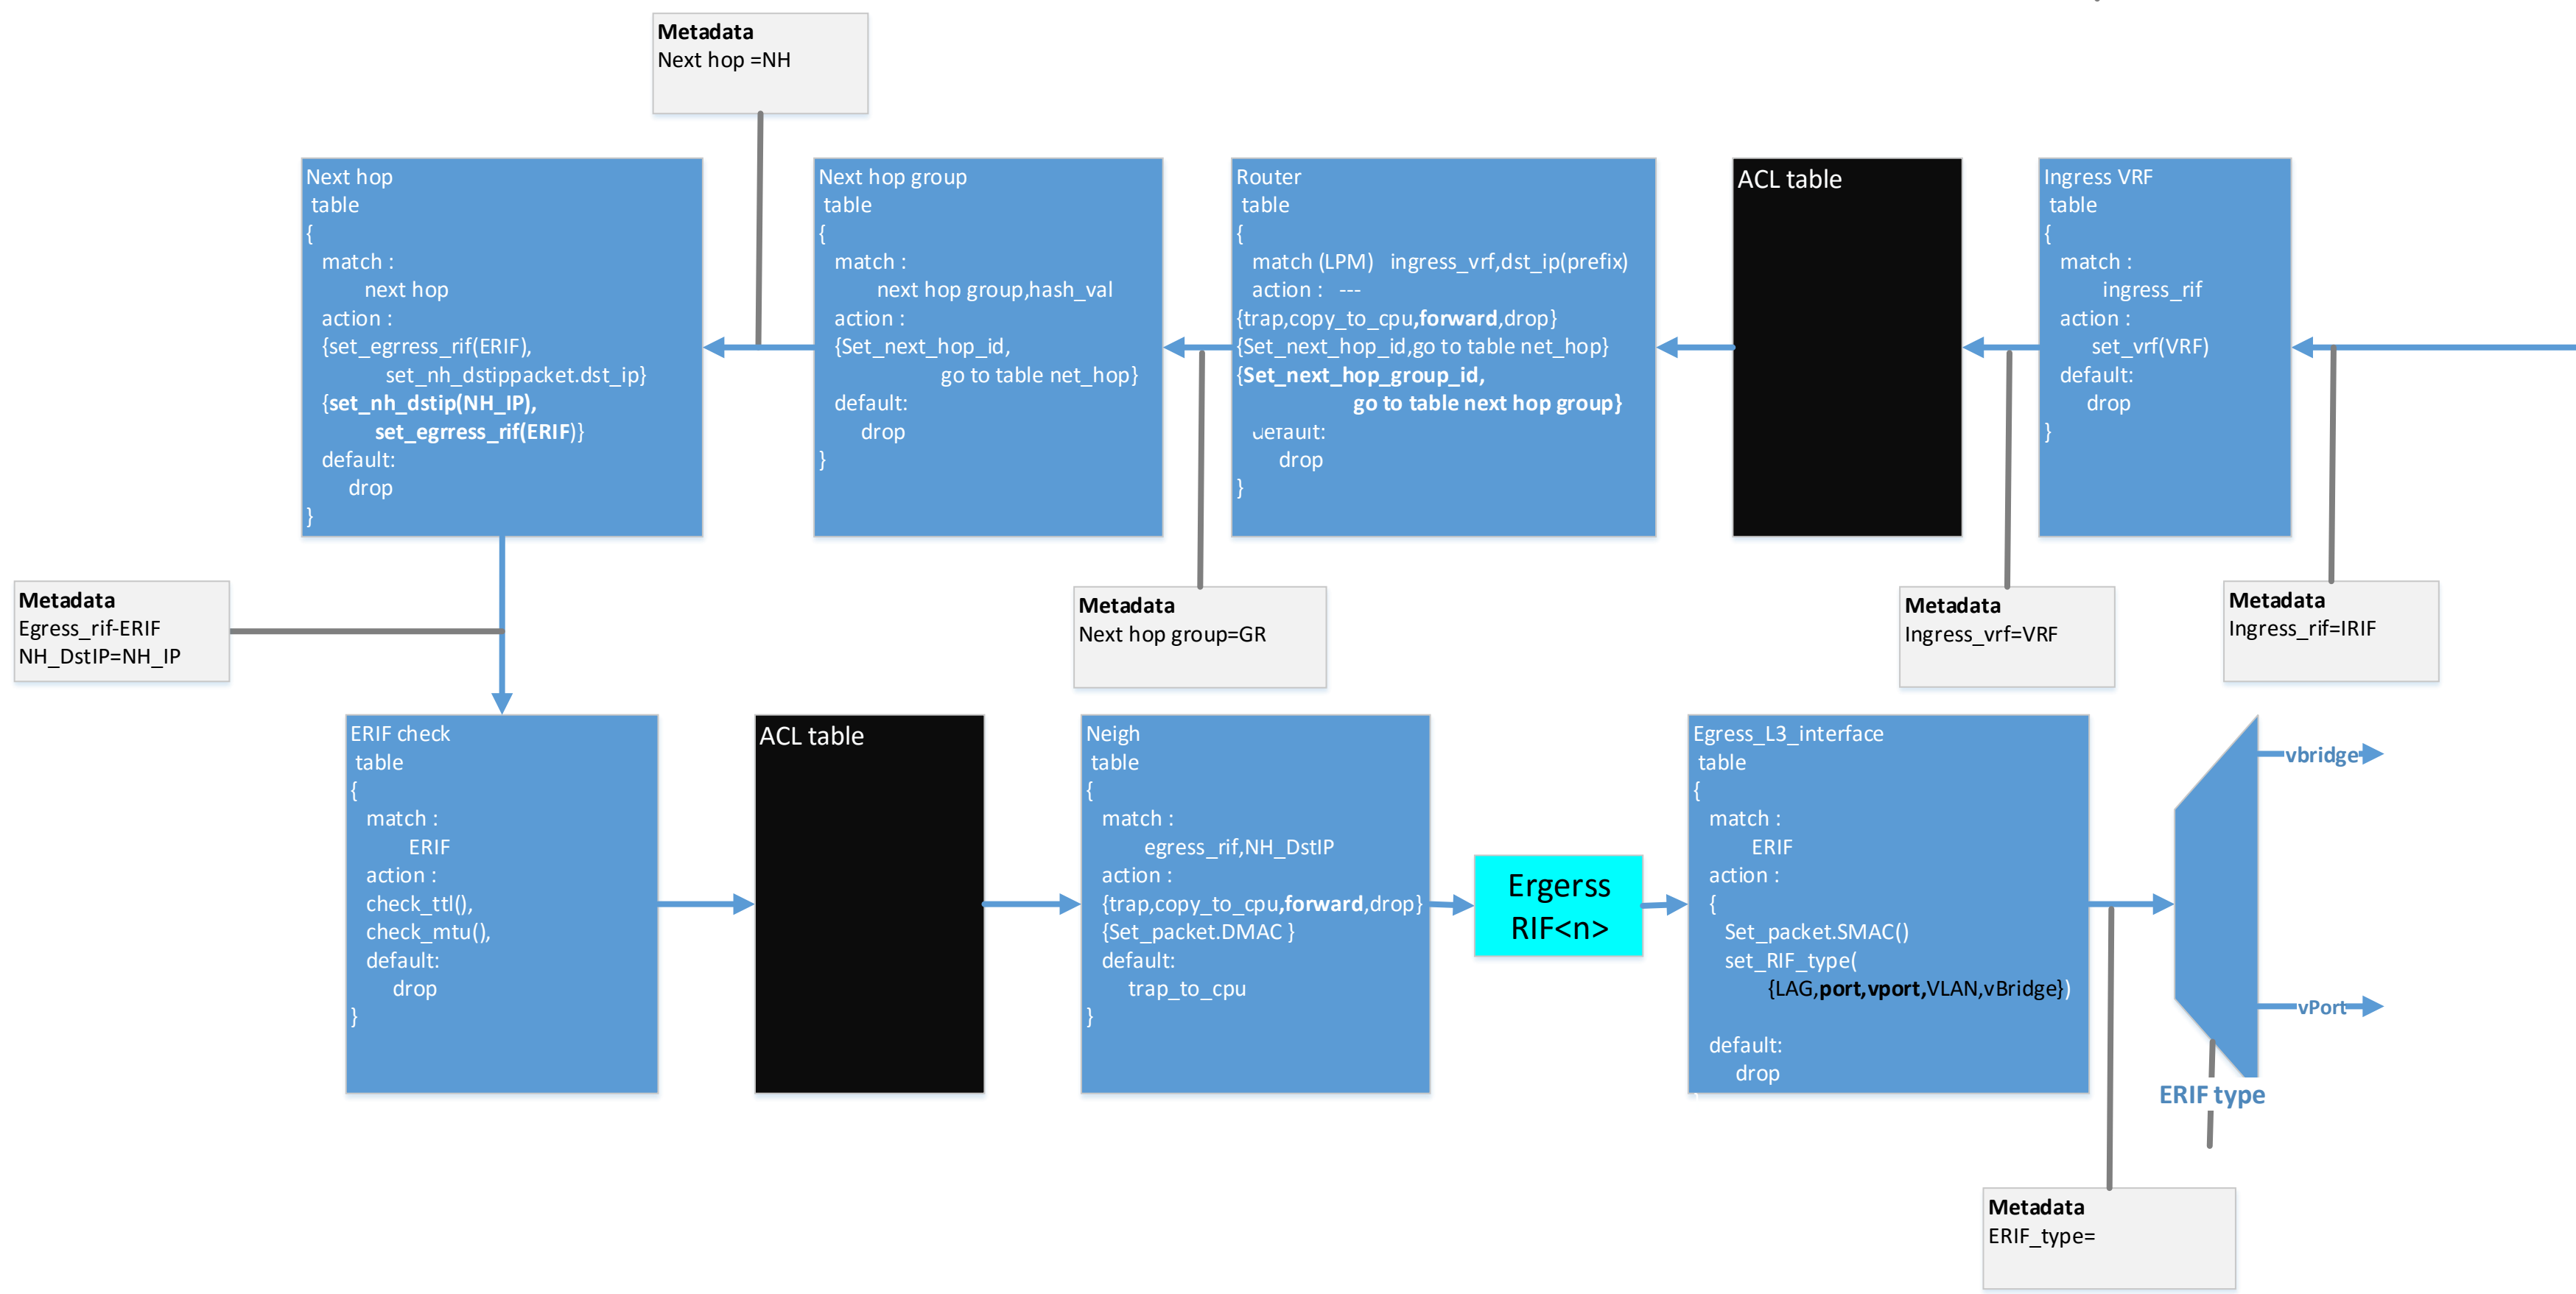 Metadata
Next hop =NH
Next hop
table
{
match :
next hop
action :
{set_egrress_rif(ERIF),
set_nh_dstippacket.dst_ip}
{set_nh_dstip(NH_IP),
set_egrress_rif(ERIF)}
default:
drop
}
Next hop group
table
{
match :
next hop group,hash_val
action :
{Set_next_hop_id,
go to table net_hop}
default:
drop
}
Router
table
{
match (LPM)   ingress_vrf,dst_ip(prefix)
action :   ---
{trap,copy_to_cpu,forward,drop}
{Set_next_hop_id,go to table net_hop}
{Set_next_hop_group_id,
go to table next hop group}
default:
drop
}
ACL table
Ingress VRF
table
{
match :
ingress_rif
action :
set_vrf(VRF)
default:
drop
}
Metadata
Egress_rif-ERIF
NH_DstIP=NH_IP
Metadata
Next hop group=GR
Metadata
Ingress_vrf=VRF
Metadata
Ingress_rif=IRIF
ERIF check
table
{
match :
ERIF
action :
check_ttl(),
check_mtu(),
default:
drop
}
ACL table
Neigh
table
{
match :
egress_rif,NH_DstIP
action :
{trap,copy_to_cpu,forward,drop}
{Set_packet.DMAC }
default:
trap_to_cpu
}
Ergerss
RIF<n>
Egress_L3_interface
table
{
match :
ERIF
action :
{
Set_packet.SMAC()
set_RIF_type(
{LAG,port,vport,VLAN,vBridge})
default:
drop
vbridge
vPort
ERIF type
Metadata
ERIF_type=